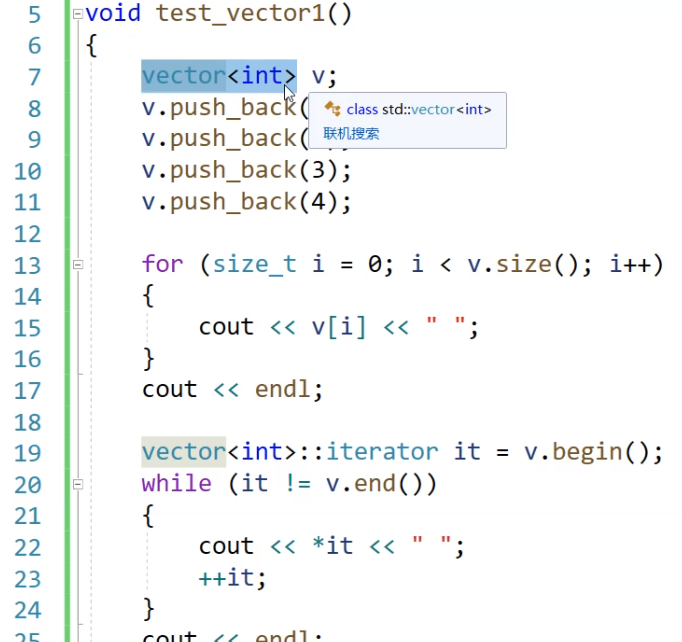 5 void test_vector1()
6 {
7 vector<int> v;
8 v.push_back(
class std::vector<int>
9 v.push_back(
联机搜索
10 v.push_back(3);
11 v.push_back(4);
12
13 for (size_t i = 0; i < v.size(); i++)
14 {
15 cout << v[i] << " ";
16 }
17 cout << endl;
18
19 vector<int>::iterator it = v.begin();
20 while (it != v.end())
21 {
22 cout << *it << " ";
23 ++it;
24 }
25 cout << endl;